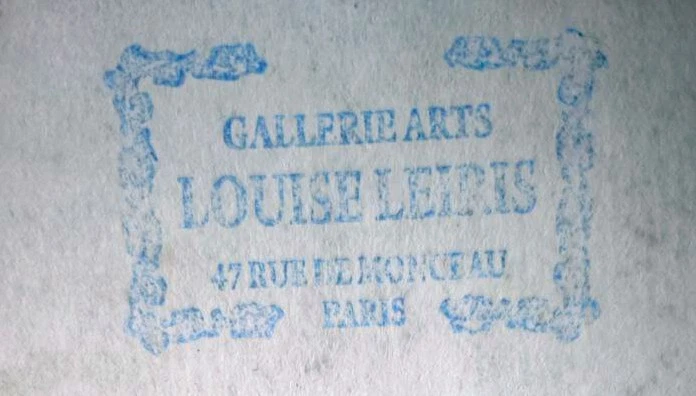 GALLERIE ARTS
LOUISE LEIRIS
47 RUE DE MONCEAU
PARIS